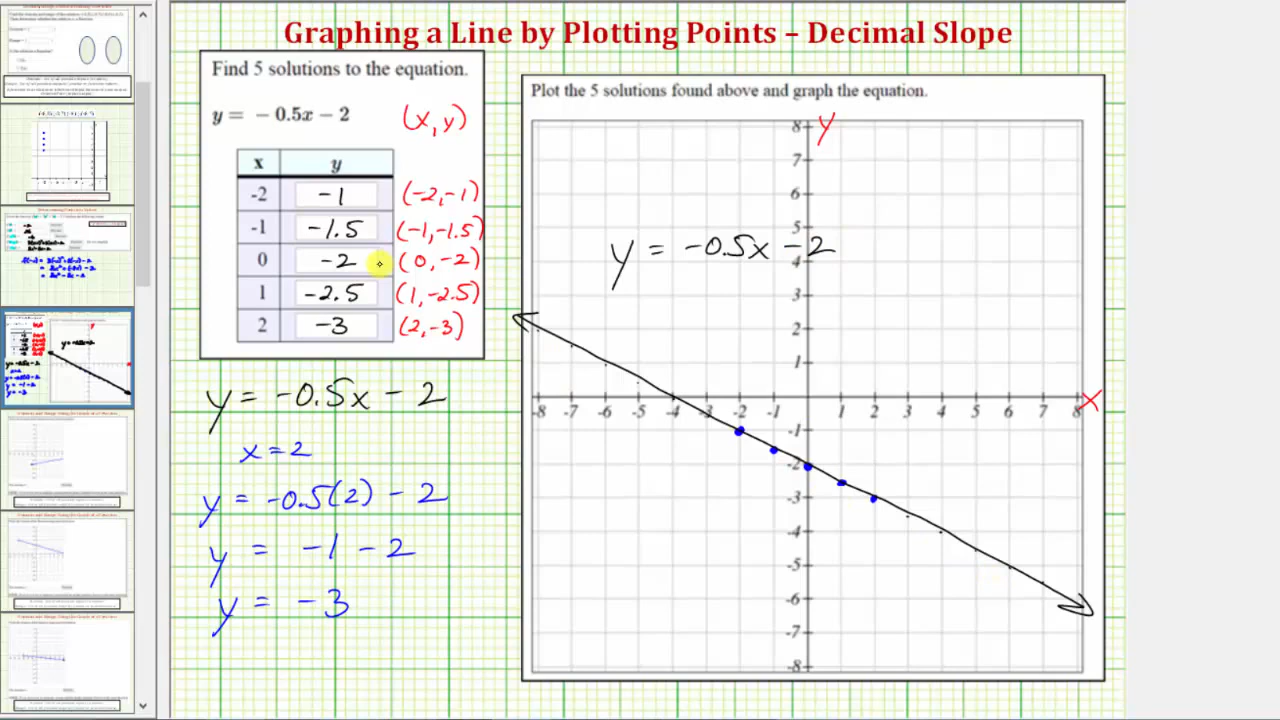 Graphing a Line by Plotting Points – Decimal Slope
Find 5 solutions to the equation.
y = - 0.5x - 2 (x, y)
x y
-2 -1 (-2, -1)
-1 -1.5 (-1, -1.5)
0 -2 (0, -2)
1 -2.5 (1, -2.5)
2 -3 (2, -3)
y = -0.5x - 2
x = 2
y = -0.5(2) - 2
y = -1 - 2
y = -3
Plot the 5 solutions found above and graph the equation.
y
8
7
6
5
y = -0.5x - 2
4
3
2
1
x
-8 -7 -6 -5 -4 -3 -2 -1 1 2 3 4 5 6 7 8
-1
-2
-3
-4
-5
-6
-7
-8